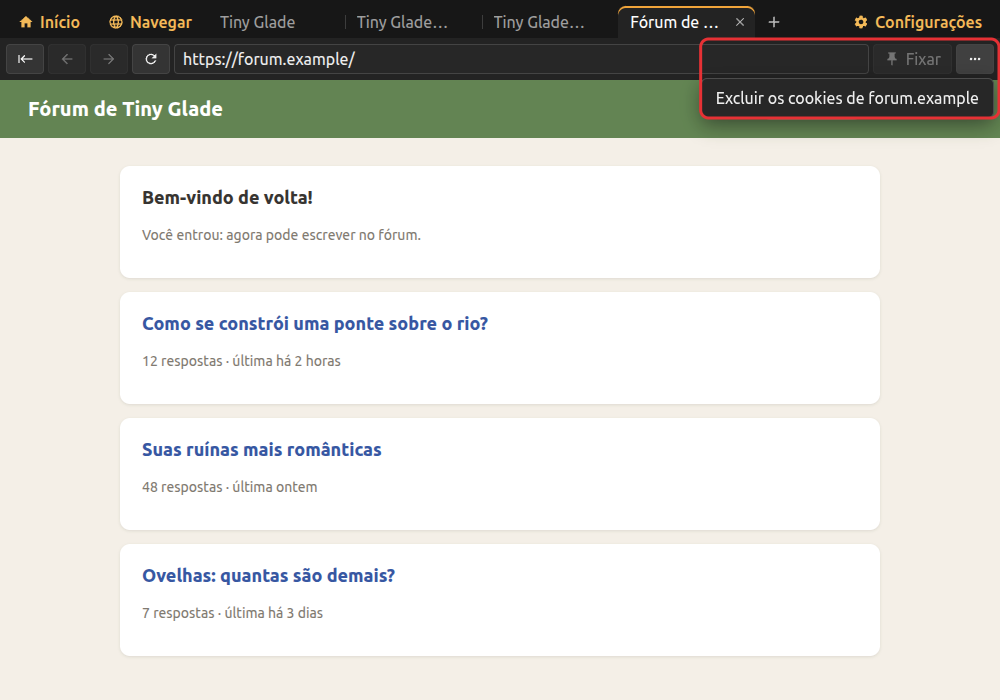 Início
Navegar
Tiny Glade
Tiny Glade…
Tiny Glade…
Fórum de …
Configurações
https://forum.example/
Fixar
Excluir os cookies de forum.example
Fórum de Tiny Glade
Bem-vindo de volta!
Você entrou: agora pode escrever no fórum.
Como se constrói uma ponte sobre o rio?
12 respostas · última há 2 horas
Suas ruínas mais românticas
48 respostas · última ontem
Ovelhas: quantas são demais?
7 respostas · última há 3 dias